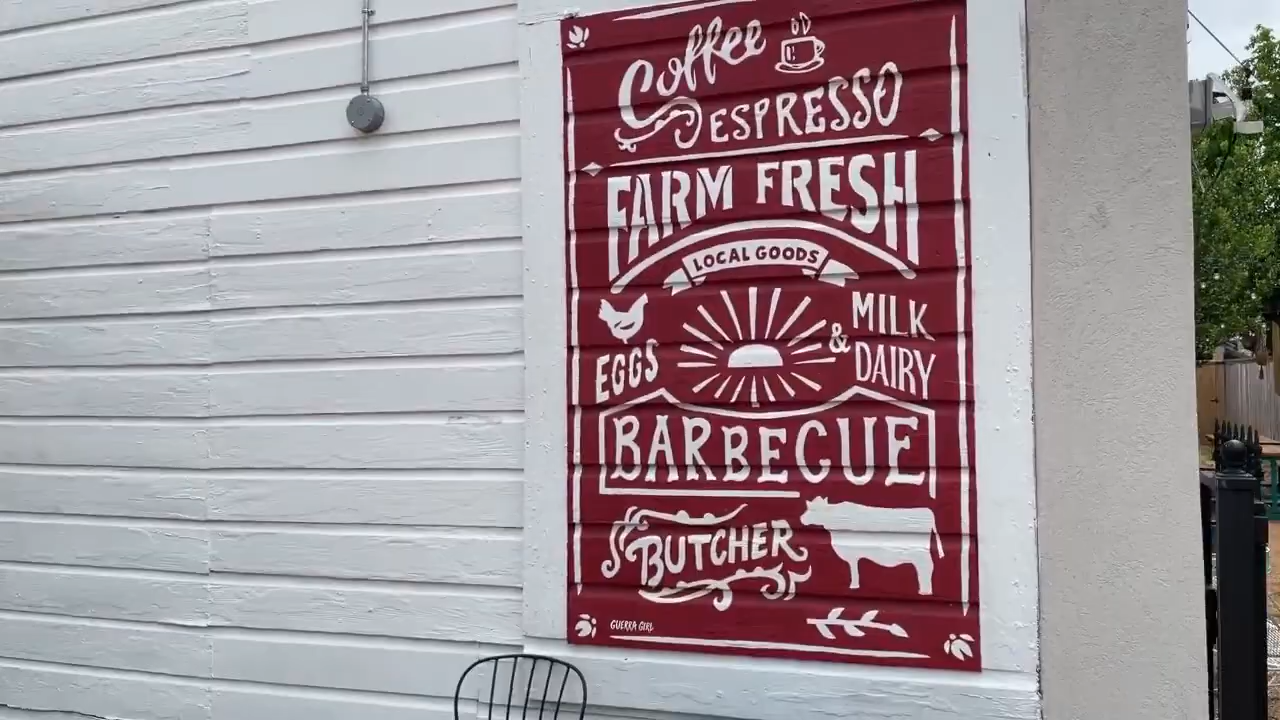 Coffee
ESPRESSO
FARM FRESH
LOCAL GOODS
EGGS
& MILK
DAIRY
BARBECUE
BUTCHER
GUERRA GIRL